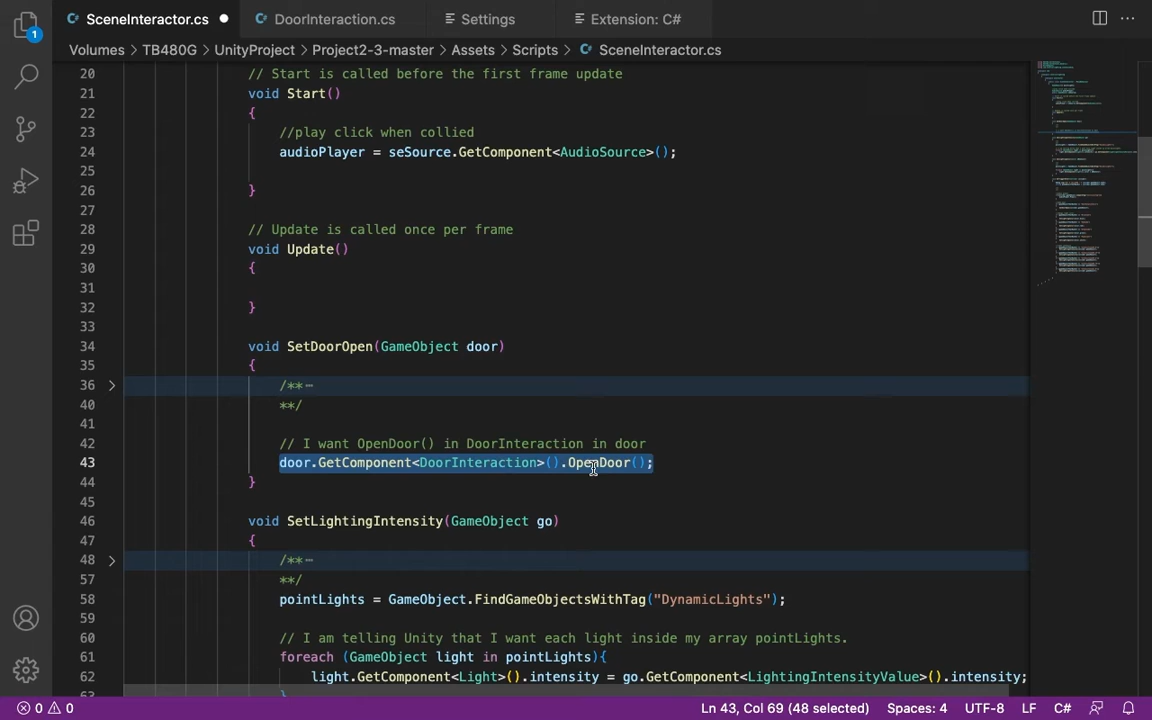 SceneInteractor.cs DoorInteraction.cs Settings Extension: C#
1
Volumes > TB480G > UnityProject > Project2-3-master > Assets > Scripts > SceneInteractor.cs
20 // Start is called before the first frame update
21 void Start()
22 {
23 //play click when collied
24 audioPlayer = seSource.GetComponent<AudioSource>();
25
26 }
27
28 // Update is called once per frame
29 void Update()
30 {
31
32 }
33
34 void SetDoorOpen(GameObject door)
35 {
36 /**
40 **/
41
42 // I want OpenDoor() in DoorInteraction in door
43 door.GetComponent<DoorInteraction>().OpenDoor();
44 }
45
46 void SetLightingIntensity(GameObject go)
47 {
48 /**
57 **/
58 pointLights = GameObject.FindGameObjectsWithTag("DynamicLights");
59
60 // I am telling Unity that I want each light inside my array pointLights.
61 foreach (GameObject light in pointLights){
62 light.GetComponent<Light>().intensity = go.GetComponent<LightingIntensityValue>().intensity;
63 }
0 0 Ln 43, Col 69 (48 selected) Spaces: 4 UTF-8 LF C#